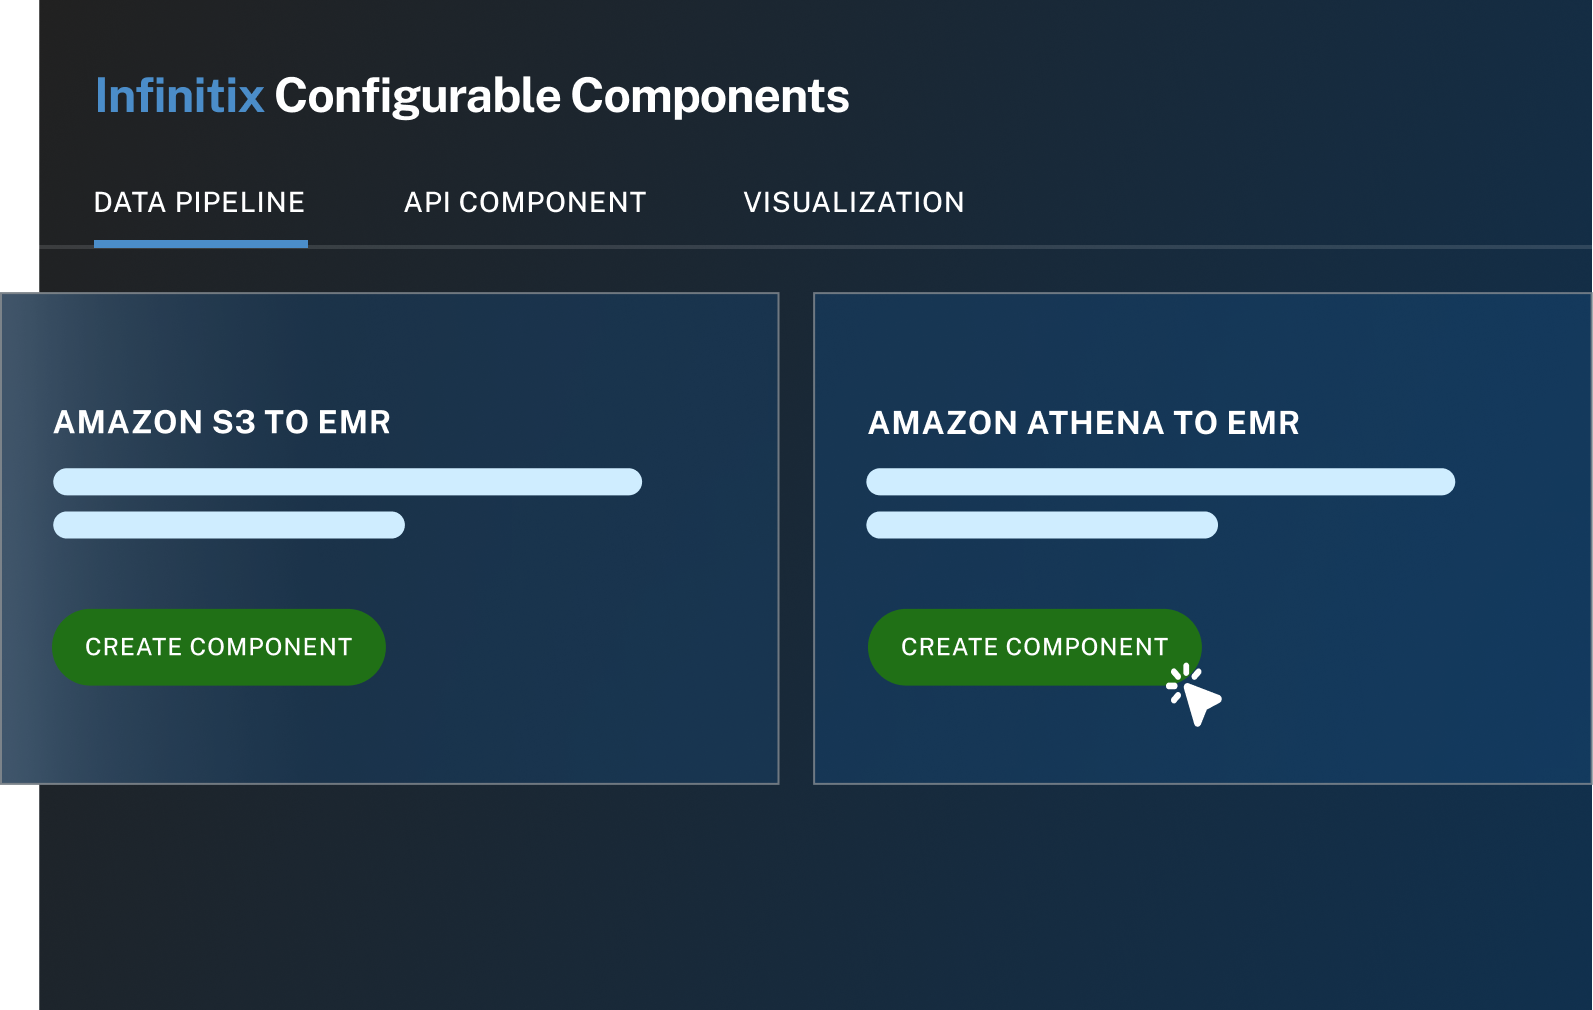 Infinitix Configurable Components
DATA PIPELINE
API COMPONENT
VISUALIZATION
AMAZON S3 TO EMR
CREATE COMPONENT
AMAZON ATHENA TO EMR
CREATE COMPONENT